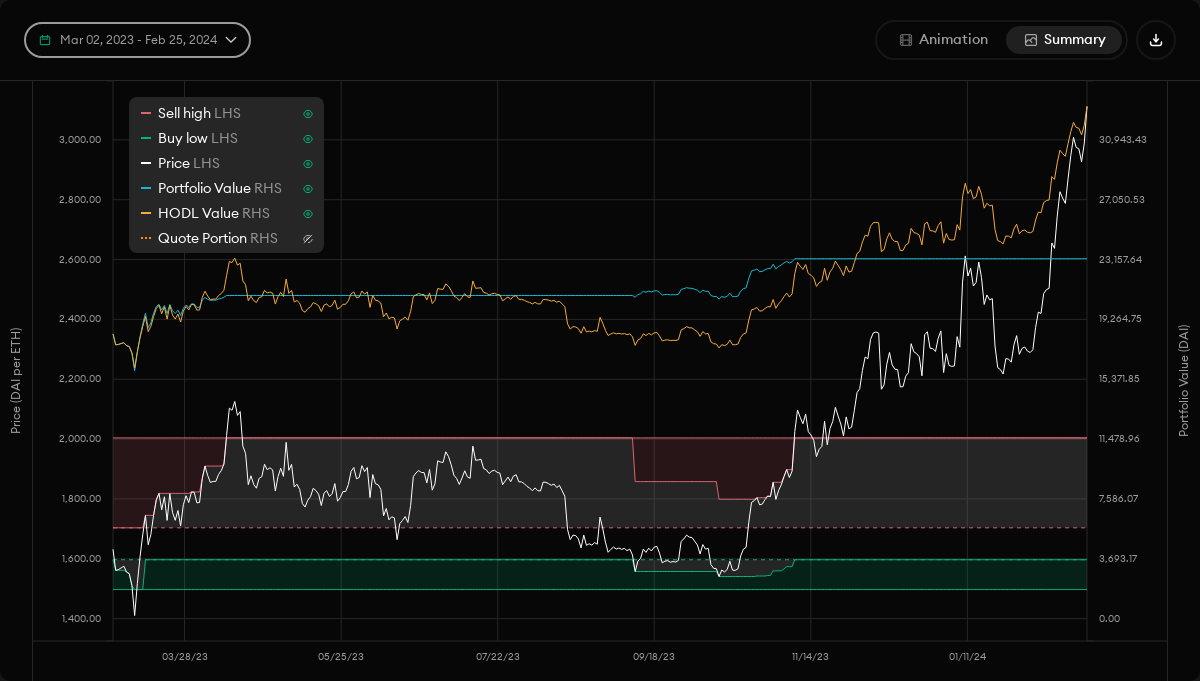 Mar 02, 2023 - Feb 25, 2024
Animation
Summary
Sell high LHS
Buy low LHS
Price LHS
Portfolio Value RHS
HODL Value RHS
Quote Portion RHS
3,000.00
2,800.00
2,600.00
2,400.00
2,200.00
2,000.00
1,800.00
1,600.00
1,400.00
Price (DAI per ETH)
30,943.43
27,050.53
23,157.64
19,264.75
15,371.85
11,478.96
7,586.07
3,693.17
0.00
Portfolio Value (DAI)
03/28/23
05/25/23
07/22/23
09/18/23
11/14/23
01/11/24